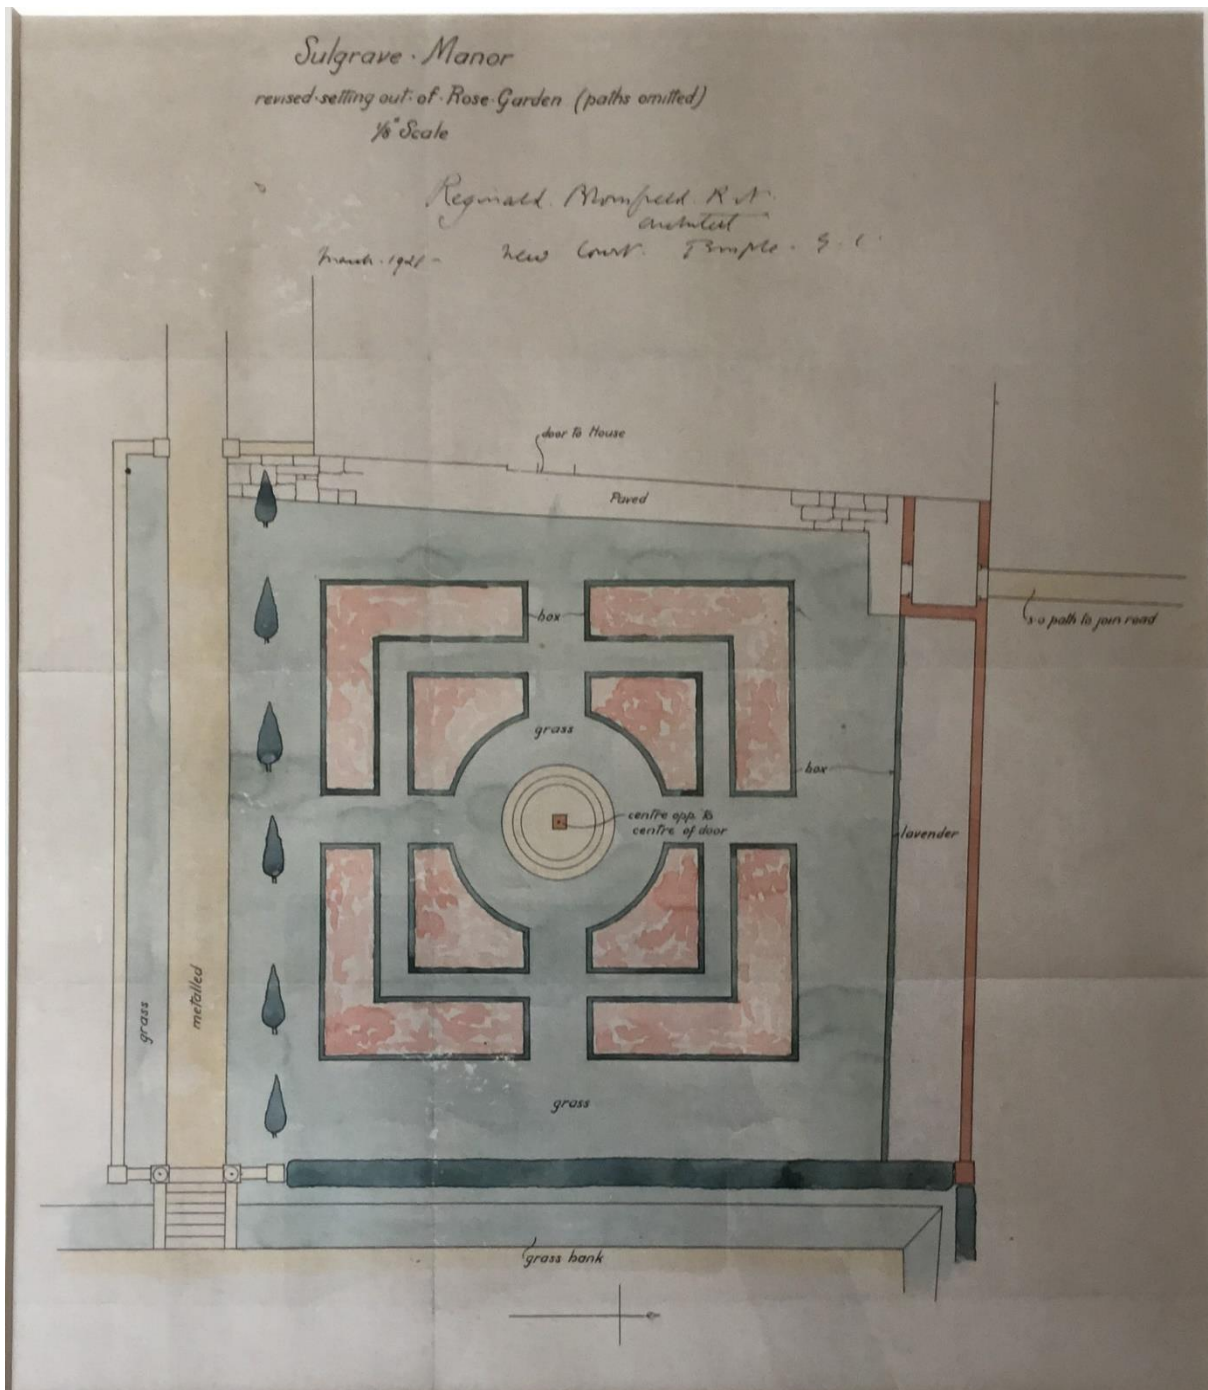 Sulgrave · Manor
revised · setting out · of · Rose · Garden (paths omitted)
1/8" Scale
Reginald. Blomfield. R A.
architect
March · 1921 - New Court. Temple. E. C.
door to House
Paved
box
s.o path to join road
grass
box
centre opp. to
centre of door
lavender
metalled
grass
grass
grass bank